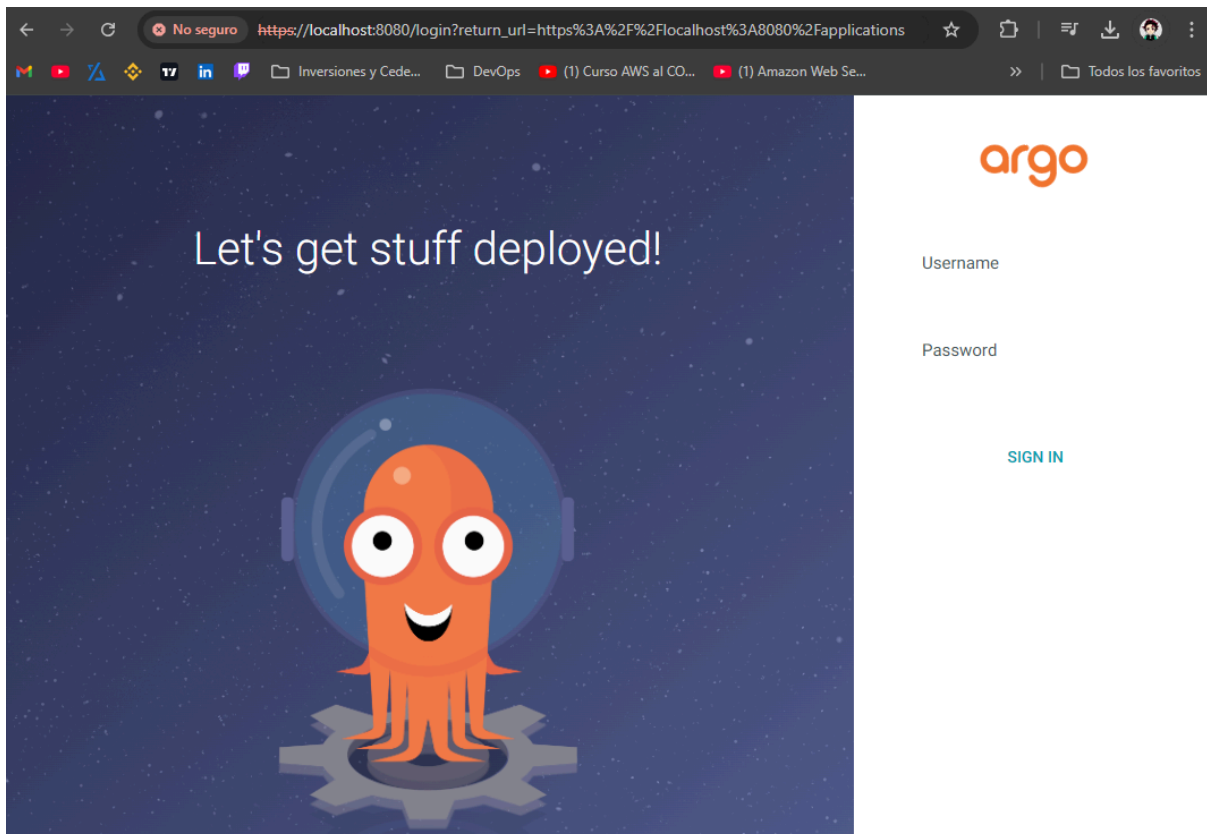 No seguro https://localhost:8080/login?return_url=https%3A%2F%2Flocalhost%3A8080%2Fapplications
Inversiones y Cede... DevOps (1) Curso AWS al CO... (1) Amazon Web Se... » Todos los favoritos
argo
Let's get stuff deployed!
Username
Password
SIGN IN